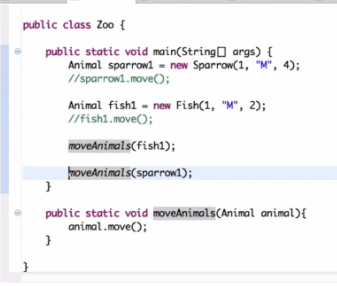 public class Zoo {
public static void main(String[] args) {
Animal sparrow1 = new Sparrow(1, "M", 4);
//sparrow1.move();
Animal fish1 = new Fish(1, "M", 2);
//fish1.move();
moveAnimals(fish1);
moveAnimals(sparrow1);
}
public static void moveAnimals(Animal animal){
animal.move();
}
}